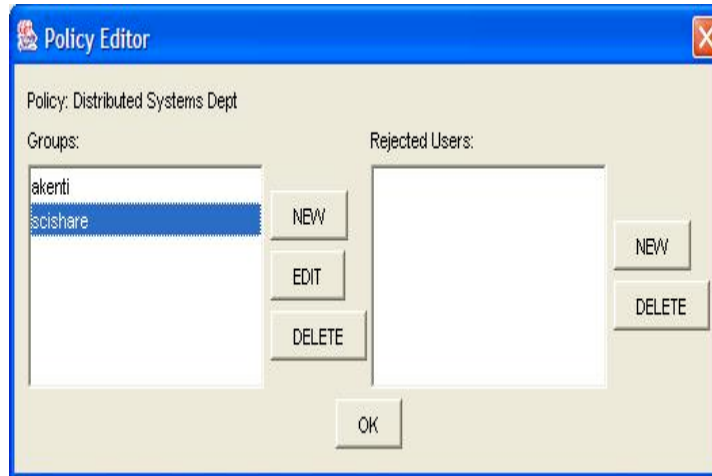 Policy Editor
Policy: Distributed Systems Dept
Groups:
Rejected Users:
akenti
scishare
NEW
EDIT
DELETE
NEW
DELETE
OK